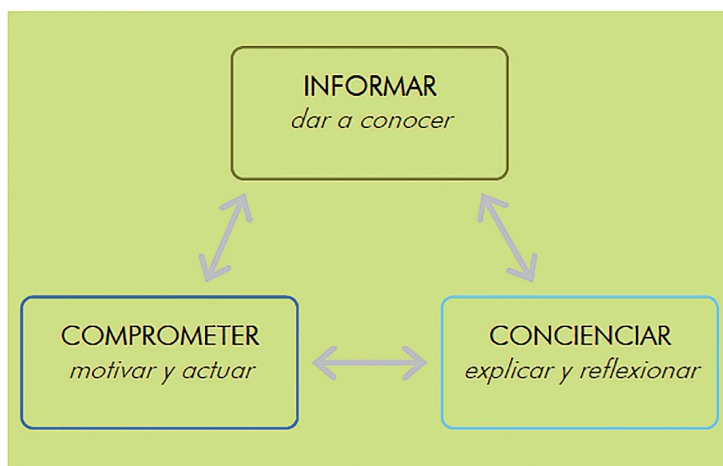 INFORMAR
dar a conocer
COMPROMETER
motivar y actuar
CONCIENCIAR
explicar y reflexionar